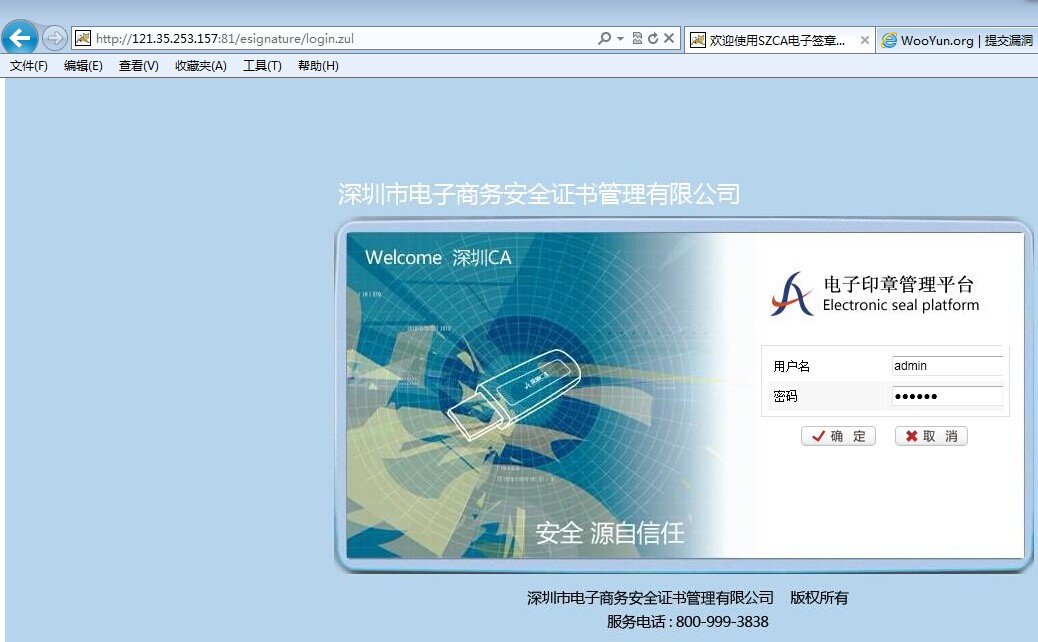 http://121.35.253.157:81/esignature/login.zul
欢迎使用SZCA电子签章...
WooYun.org | 提交漏洞
文件(F) 编辑(E) 查看(V) 收藏夹(A) 工具(T) 帮助(H)
深圳市电子商务安全证书管理有限公司
Welcome 深圳CA
电子印章管理平台
Electronic seal platform
用户名 admin
密码 ••••••
确 定 取 消
深圳CA
安全 源自信任
深圳市电子商务安全证书管理有限公司 版权所有
服务电话 : 800-999-3838